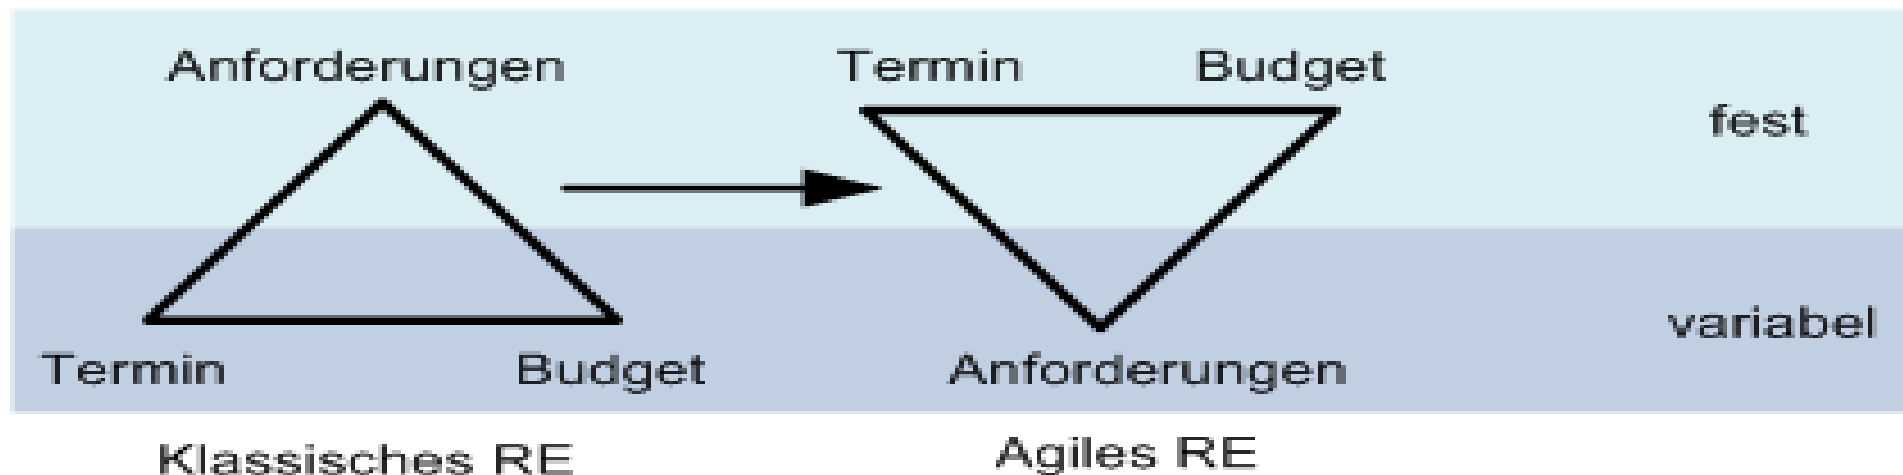 Anforderungen
Termin Budget
fest
variabel
Termin Budget
Anforderungen
Klassisches RE
Agiles RE